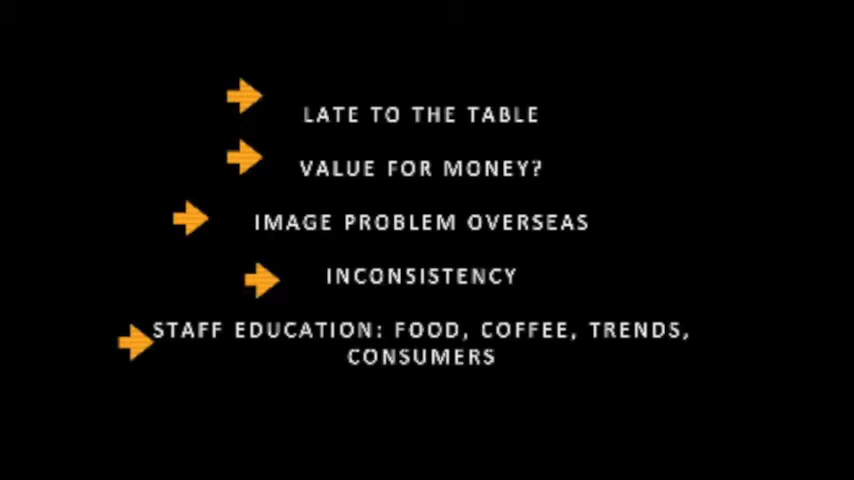 LATE TO THE TABLE
VALUE FOR MONEY?
IMAGE PROBLEM OVERSEAS
INCONSISTENCY
STAFF EDUCATION: FOOD, COFFEE, TRENDS,
CONSUMERS